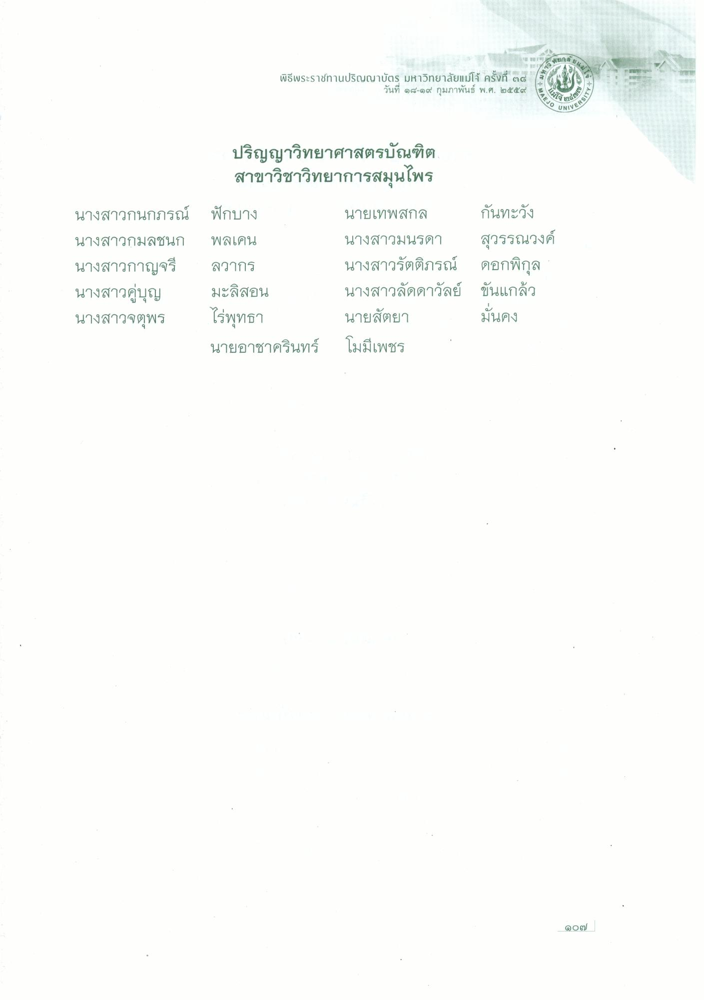 พิธีพระราชทานปริญญาบัตร มหาวิทยาลัยแม่โจ้ ครั้งที่ ๓๘
วันที่ ๑๘-๑๙ กุมภาพันธ์ พ.ศ. ๒๕๕๙
มหาวิทยาลัยแม่โจ้
แม่โจ้ ๒๔๗๗
MAEJO UNIVERSITY
ปริญญาวิทยาศาสตรบัณฑิต
สาขาวิชาวิทยาการสมุนไพร
นางสาวกนกภรณ์ ฟักบาง นายเทพสกล กันทะวัง
นางสาวกมลชนก พลเคน นางสาวมนรดา สุวรรณวงค์
นางสาวกาญจรี ลวากร นางสาวรัตติภรณ์ ดอกพิกุล
นางสาวคู่บุญ มะลิสอน นางสาวลัดดาวัลย์ ขันแกล้ว
นางสาวจตุพร ไร่พุทธา นายสัตยา มั่นคง
นายอาชาครินทร์ โมมีเพชร
๑๐๗